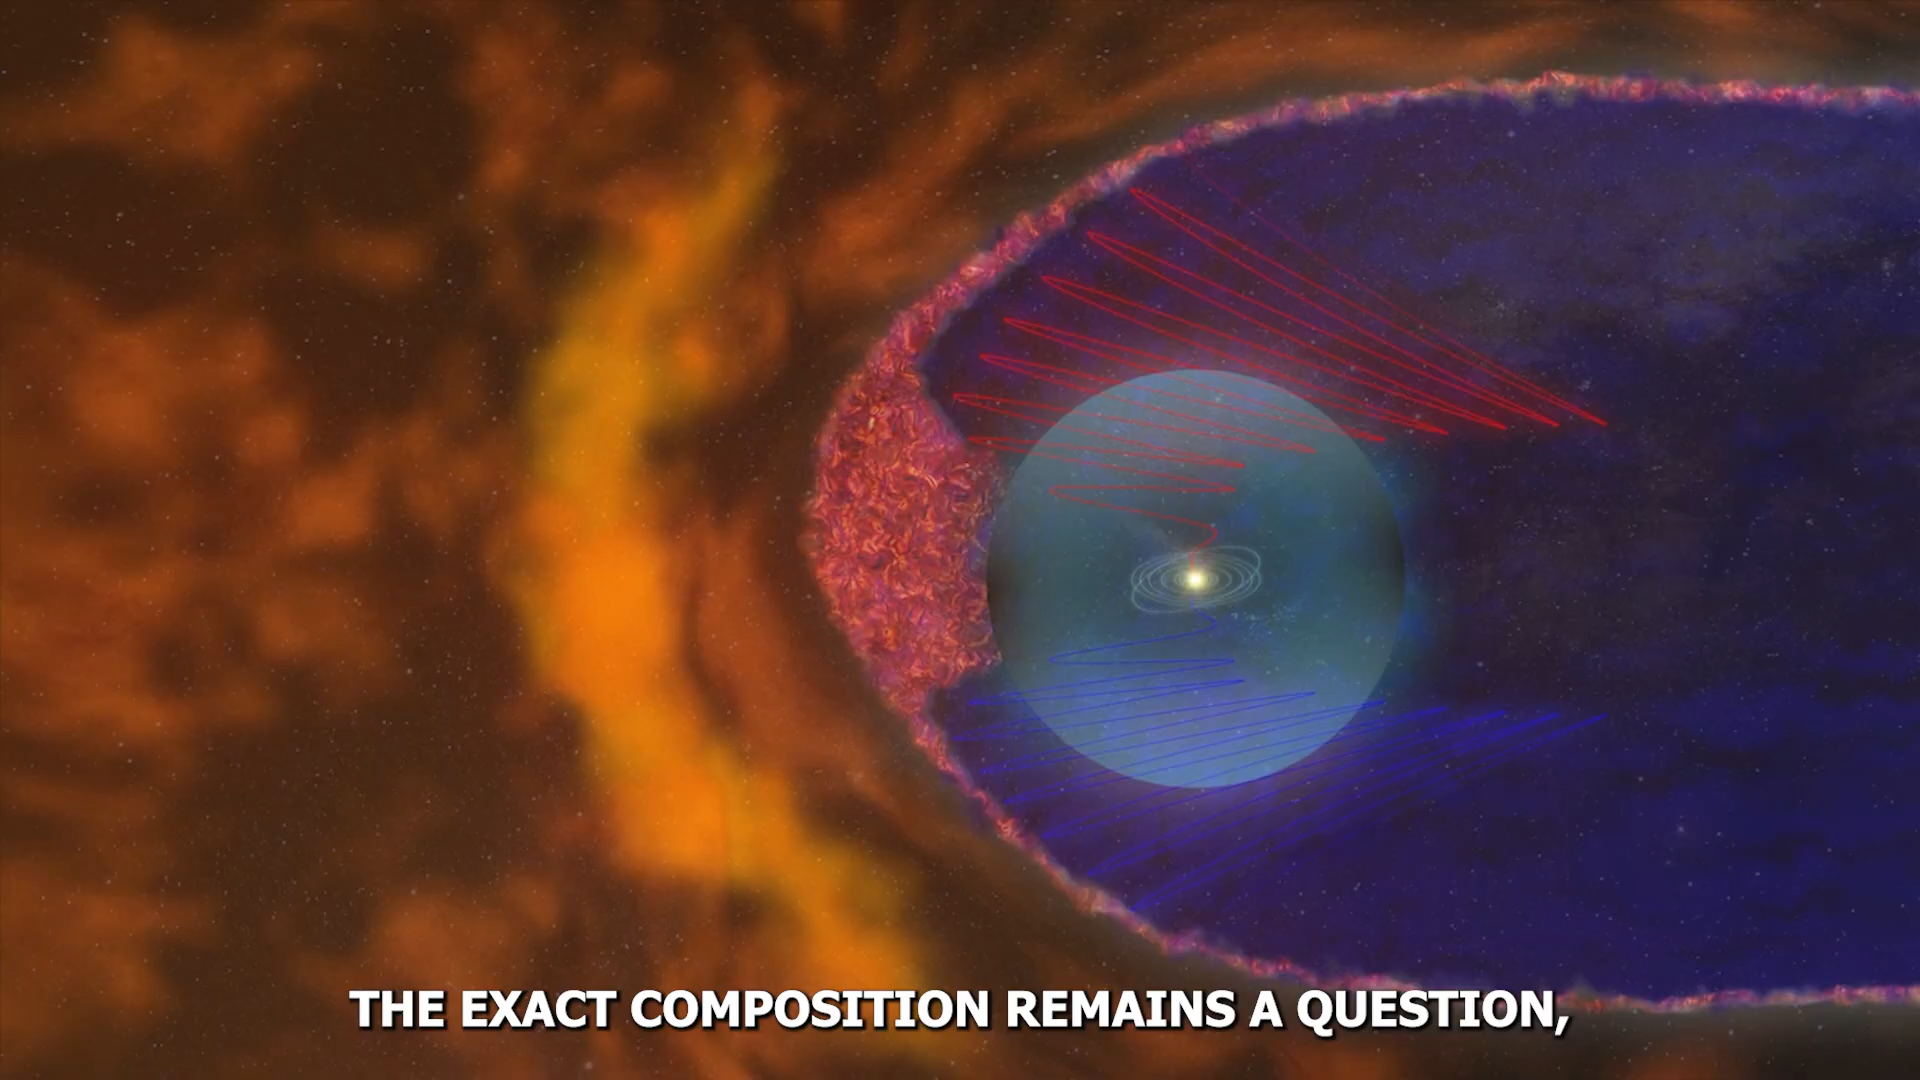 THE EXACT COMPOSITION REMAINS A QUESTION,